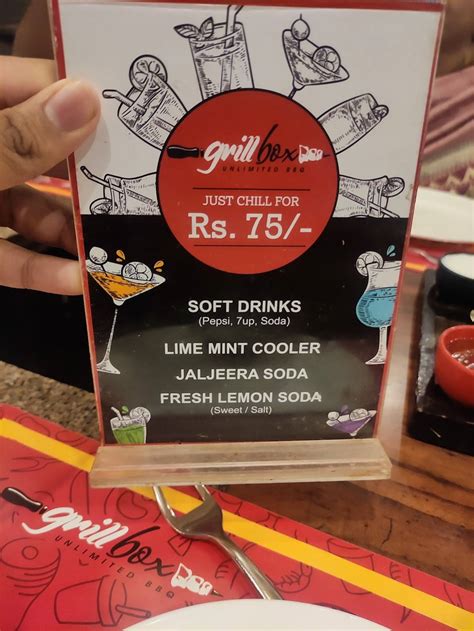 grill box
UNLIMITED BBQ
JUST CHILL FOR
Rs. 75/-
SOFT DRINKS
(Pepsi, 7up, Soda)
LIME MINT COOLER
JALJEERA SODA
FRESH LEMON SODA
(Sweet / Salt)
grill box
UNLIMITED BBQ